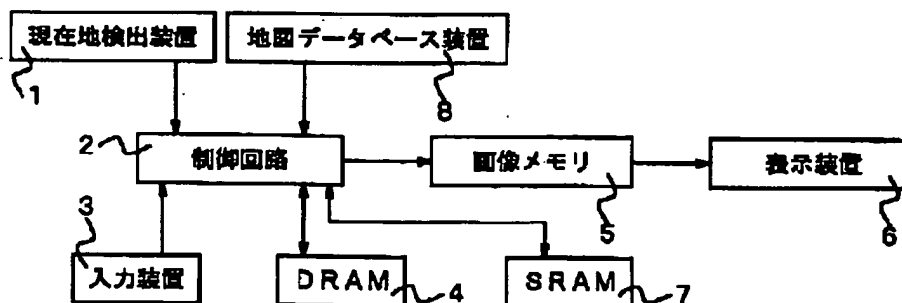 現在地検出装置
地図データベース装置
1
8
2
制御回路
画像メモリ
表示装置
5
6
3
入力装置
DRAM
4
SRAM
7